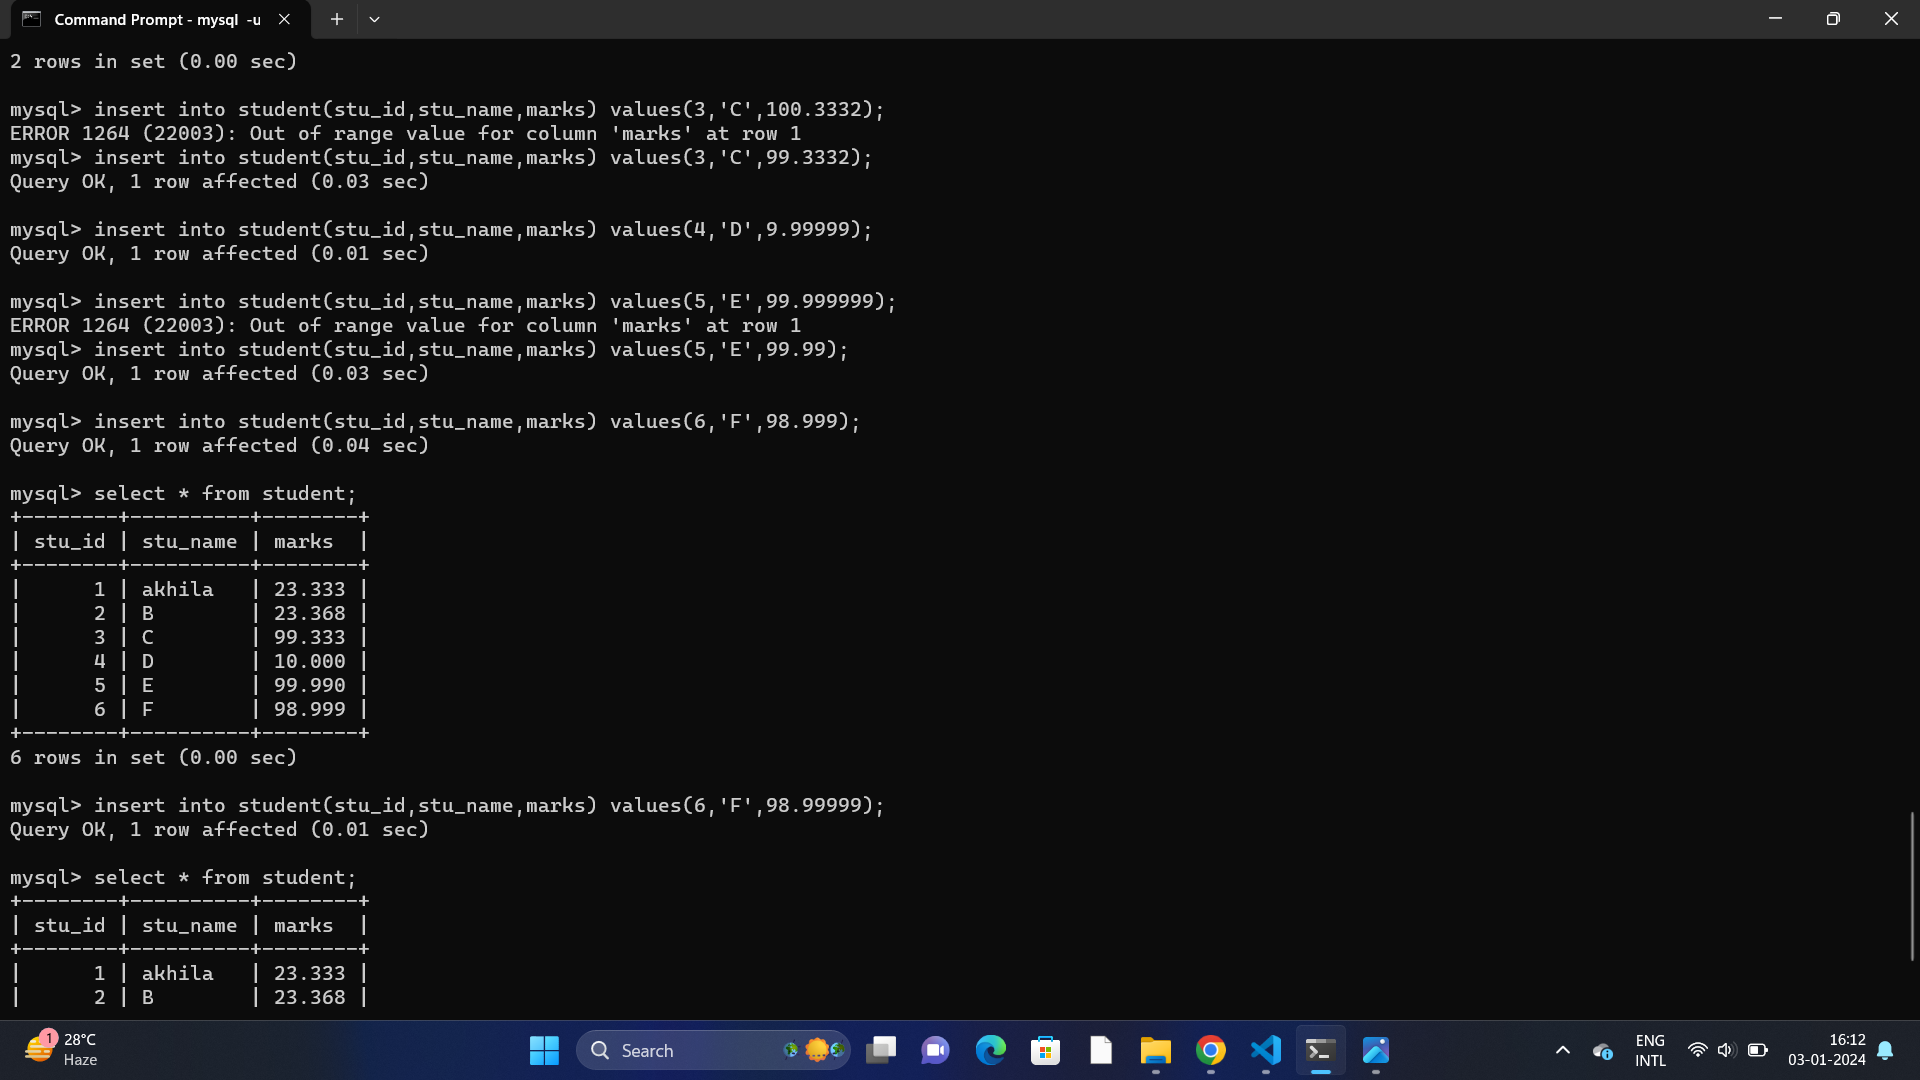 Command Prompt - mysql -u
2 rows in set (0.00 sec)
mysql> insert into student(stu_id,stu_name,marks) values(3,'C',100.3332);
ERROR 1264 (22003): Out of range value for column 'marks' at row 1
mysql> insert into student(stu_id,stu_name,marks) values(3,'C',99.3332);
Query OK, 1 row affected (0.03 sec)
mysql> insert into student(stu_id,stu_name,marks) values(4,'D',9.99999);
Query OK, 1 row affected (0.01 sec)
mysql> insert into student(stu_id,stu_name,marks) values(5,'E',99.999999);
ERROR 1264 (22003): Out of range value for column 'marks' at row 1
mysql> insert into student(stu_id,stu_name,marks) values(5,'E',99.99);
Query OK, 1 row affected (0.03 sec)
mysql> insert into student(stu_id,stu_name,marks) values(6,'F',98.999);
Query OK, 1 row affected (0.04 sec)
mysql> select * from student;
+--------+----------+--------+
| stu_id | stu_name | marks  |
+--------+----------+--------+
|      1 | akhila   | 23.333 |
|      2 | B        | 23.368 |
|      3 | C        | 99.333 |
|      4 | D        | 10.000 |
|      5 | E        | 99.990 |
|      6 | F        | 98.999 |
+--------+----------+--------+
6 rows in set (0.00 sec)
mysql> insert into student(stu_id,stu_name,marks) values(6,'F',98.99999);
Query OK, 1 row affected (0.01 sec)
mysql> select * from student;
+--------+----------+--------+
| stu_id | stu_name | marks  |
+--------+----------+--------+
|      1 | akhila   | 23.333 |
|      2 | B        | 23.368 |
1
28°C
Haze
Search
ENG
INTL
16:12
03-01-2024